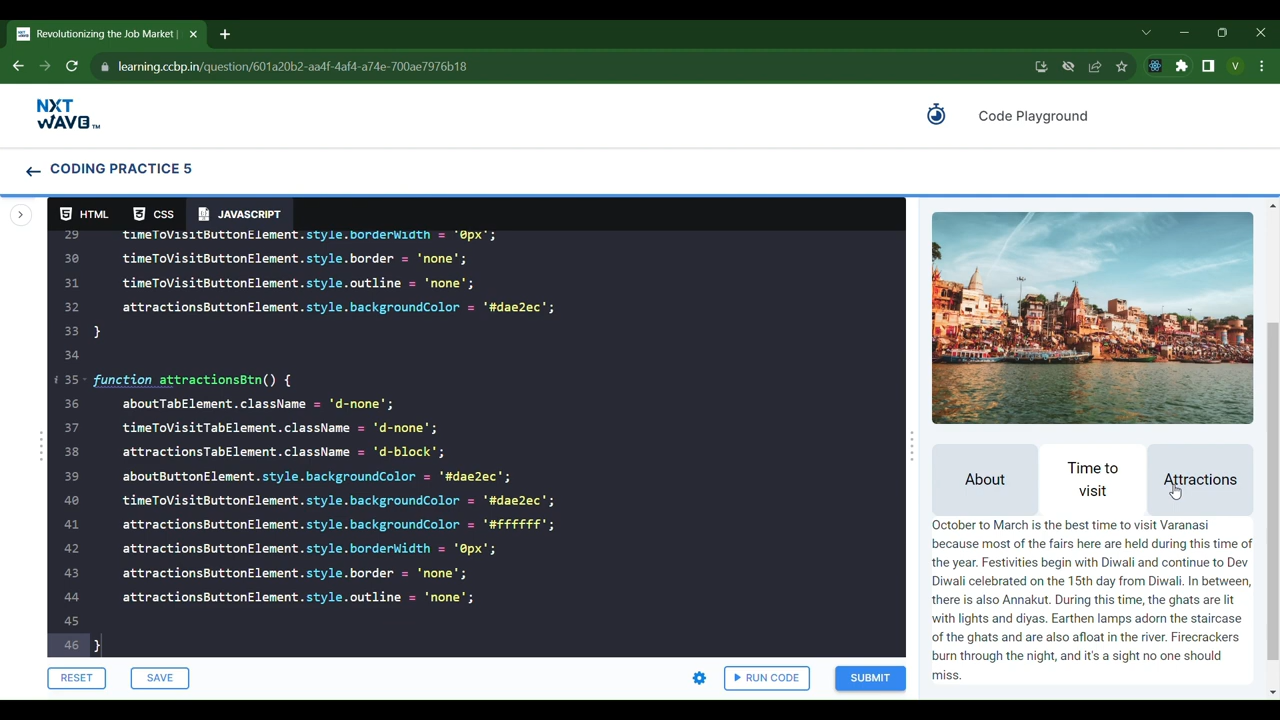 Revolutionizing the Job Market |
learning.ccbp.in/question/601a20b2-aa4f-4af4-a74e-700ae7976b18
V
NXT
WAVE TM
Code Playground
CODING PRACTICE 5
HTML
CSS
JAVASCRIPT
29 timeToVisitButtonElement.style.borderWidth = '0px';
30 timeToVisitButtonElement.style.border = 'none';
31 timeToVisitButtonElement.style.outline = 'none';
32 attractionsButtonElement.style.backgroundColor = '#dae2ec';
33 }
34
i 35 function attractionsBtn() {
36 aboutTabElement.className = 'd-none';
37 timeToVisitTabElement.className = 'd-none';
38 attractionsTabElement.className = 'd-block';
39 aboutButtonElement.style.backgroundColor = '#dae2ec';
40 timeToVisitButtonElement.style.backgroundColor = '#dae2ec';
41 attractionsButtonElement.style.backgroundColor = '#ffffff';
42 attractionsButtonElement.style.borderWidth = '0px';
43 attractionsButtonElement.style.border = 'none';
44 attractionsButtonElement.style.outline = 'none';
45
46 }
RESET
SAVE
RUN CODE
SUBMIT
About
Time to
visit
Attractions
October to March is the best time to visit Varanasi
because most of the fairs here are held during this time of
the year. Festivities begin with Diwali and continue to Dev
Diwali celebrated on the 15th day from Diwali. In between,
there is also Annakut. During this time, the ghats are lit
with lights and diyas. Earthen lamps adorn the staircase
of the ghats and are also afloat in the river. Firecrackers
burn through the night, and it's a sight no one should
miss.